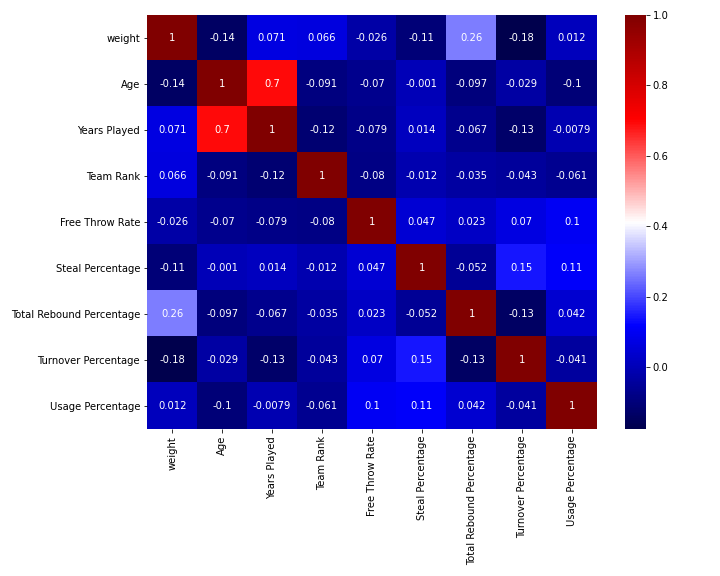 weight 1 -0.14 0.071 0.066 -0.026 -0.11 0.26 -0.18 0.012
Age -0.14 1 0.7 -0.091 -0.07 -0.001 -0.097 -0.029 -0.1
Years Played 0.071 0.7 1 -0.12 -0.079 0.014 -0.067 -0.13 -0.0079
Team Rank 0.066 -0.091 -0.12 1 -0.08 -0.012 -0.035 -0.043 -0.061
Free Throw Rate -0.026 -0.07 -0.079 -0.08 1 0.047 0.023 0.07 0.1
Steal Percentage -0.11 -0.001 0.014 -0.012 0.047 1 -0.052 0.15 0.11
Total Rebound Percentage 0.26 -0.097 -0.067 -0.035 0.023 -0.052 1 -0.13 0.042
Turnover Percentage -0.18 -0.029 -0.13 -0.043 0.07 0.15 -0.13 1 -0.041
Usage Percentage 0.012 -0.1 -0.0079 -0.061 0.1 0.11 0.042 -0.041 1
weight
Age
Years Played
Team Rank
Free Throw Rate
Steal Percentage
Total Rebound Percentage
Turnover Percentage
Usage Percentage
1.0
0.8
0.6
0.4
0.2
0.0